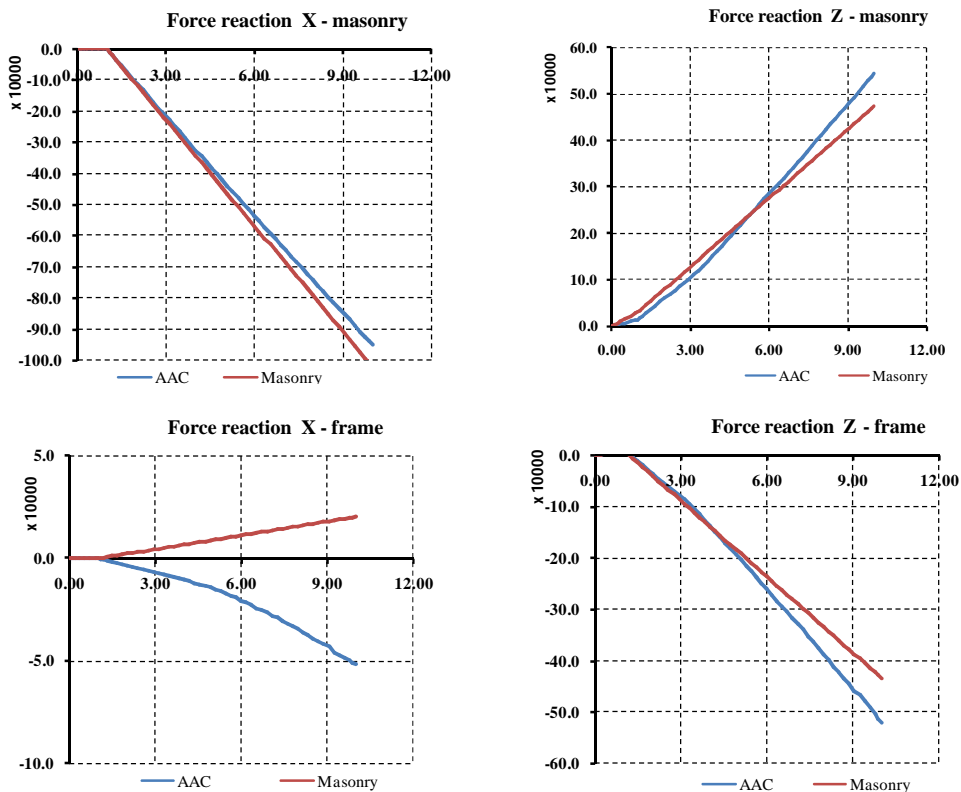 Force reaction X - masonry
x 10000
0.0
-10.0
-20.0
-30.0
-40.0
-50.0
-60.0
-70.0
-80.0
-90.0
-100.0
0.00 3.00 6.00 9.00 12.00
AAC Masonry
Force reaction Z - masonry
x 10000
60.0
50.0
40.0
30.0
20.0
10.0
0.0
0.00 3.00 6.00 9.00 12.00
AAC Masonry
Force reaction X - frame
x 10000
5.0
0.0
-5.0
-10.0
0.00 3.00 6.00 9.00 12.00
AAC Masonry
Force reaction Z - frame
x 10000
0.0
-10.0
-20.0
-30.0
-40.0
-50.0
-60.0
0.00 3.00 6.00 9.00 12.00
AAC Masonry